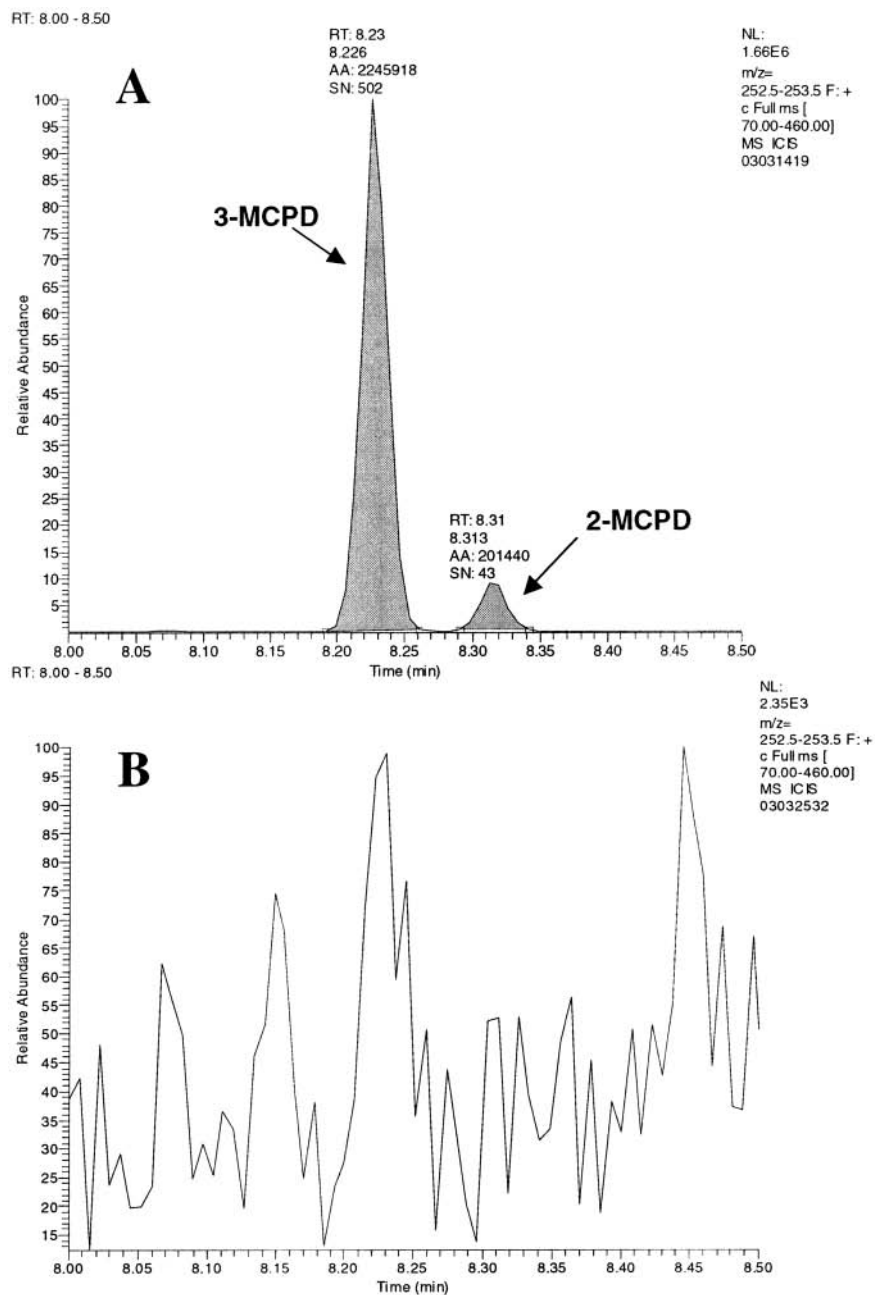 RT: 8.00 - 8.50
RT: 8.23
8.226
AA: 2245918
SN: 502
NL:
1.66E6
m/z=
252.5-253.5 F: +
c Full ms [
70.00-460.00]
MS ICIS
03031419
A
3-MCPD
RT: 8.31
8.313
AA: 201440
SN: 43
2-MCPD
Relative Abundance
100
95
90
85
80
75
70
65
60
55
50
45
40
35
30
25
20
15
10
5
8.00 8.05 8.10 8.15 8.20 8.25 8.30 8.35 8.40 8.45 8.50
Time (min)
RT: 8.00 - 8.50
NL:
2.35E3
m/z=
252.5-253.5 F: +
c Full ms [
70.00-460.00]
MS ICIS
03032532
B
Relative Abundance
100
95
90
85
80
75
70
65
60
55
50
45
40
35
30
25
20
15
8.00 8.05 8.10 8.15 8.20 8.25 8.30 8.35 8.40 8.45 8.50
Time (min)